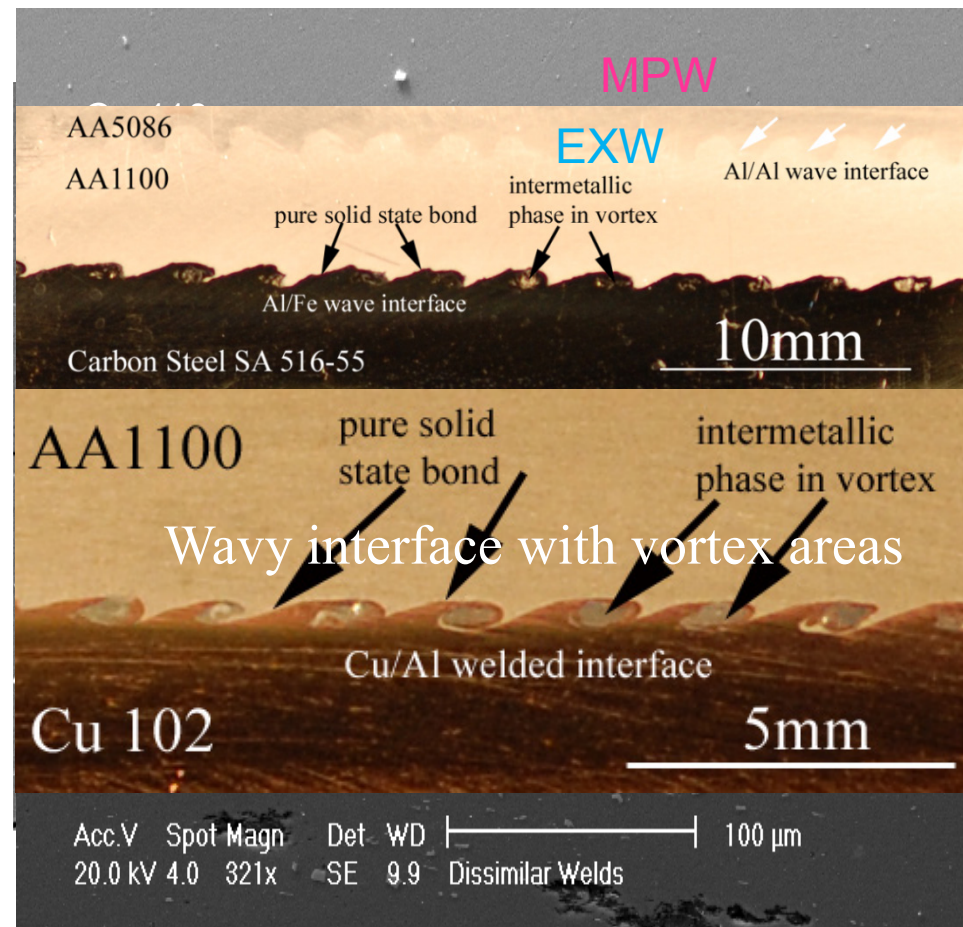 MPW
AA5086
EXW
AA1100
Al/Al wave interface
intermetallic
phase in vortex
pure solid state bond
Al/Fe wave interface
10mm
Carbon Steel SA 516-55
AA1100
pure solid
state bond
intermetallic
phase in vortex
Wavy interface with vortex areas
Cu/Al welded interface
Cu 102
5mm
Acc.V Spot Magn Det WD 100 µm
20.0 kV 4.0 321x SE 9.9 Dissimilar Welds